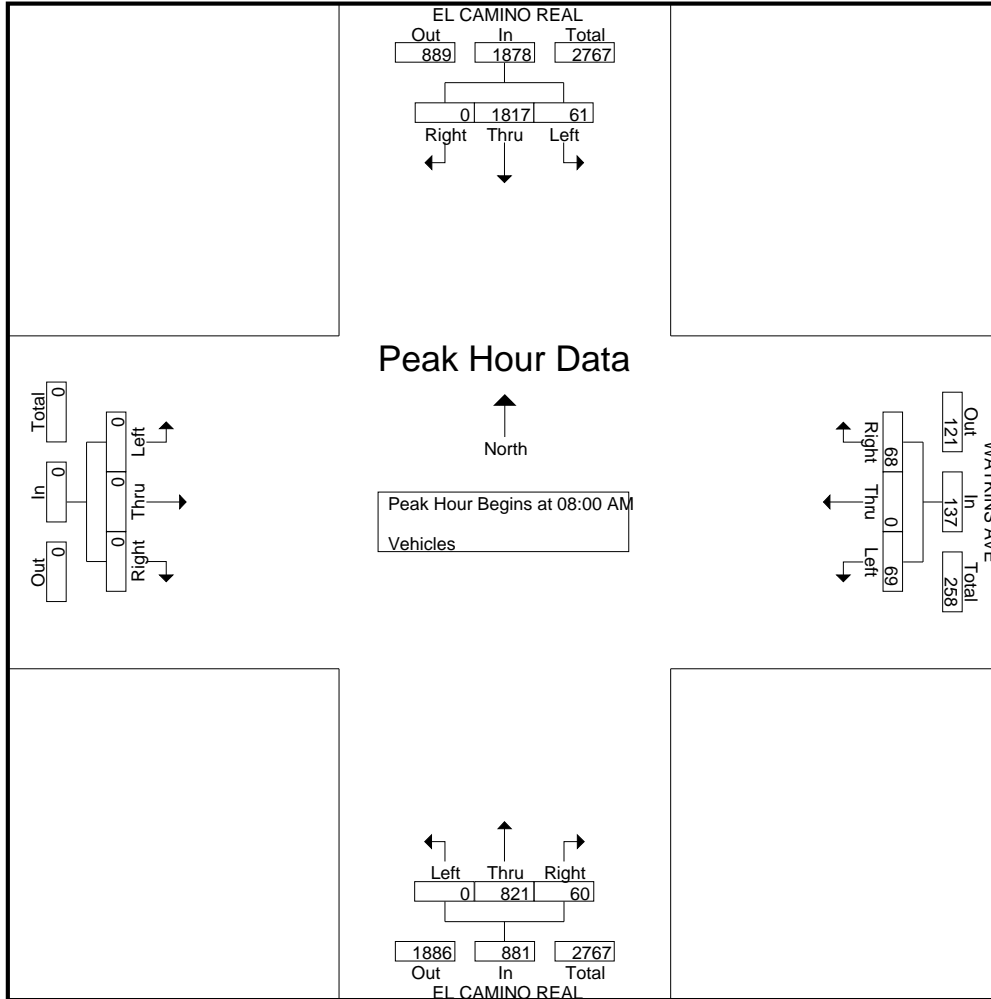 EL CAMINO REAL
Out In Total
889 1878 2767
0 1817 61
Right Thru Left
Peak Hour Data
North
Peak Hour Begins at 08:00 AM
Vehicles
Total In Out
0 0 0
0 0 0
Left Thru Right
WATKINS AVE
Out In Total
121 137 258
68 0 69
Right Thru Left
Left Thru Right
0 821 60
1886 881 2767
Out In Total
EL CAMINO REAL